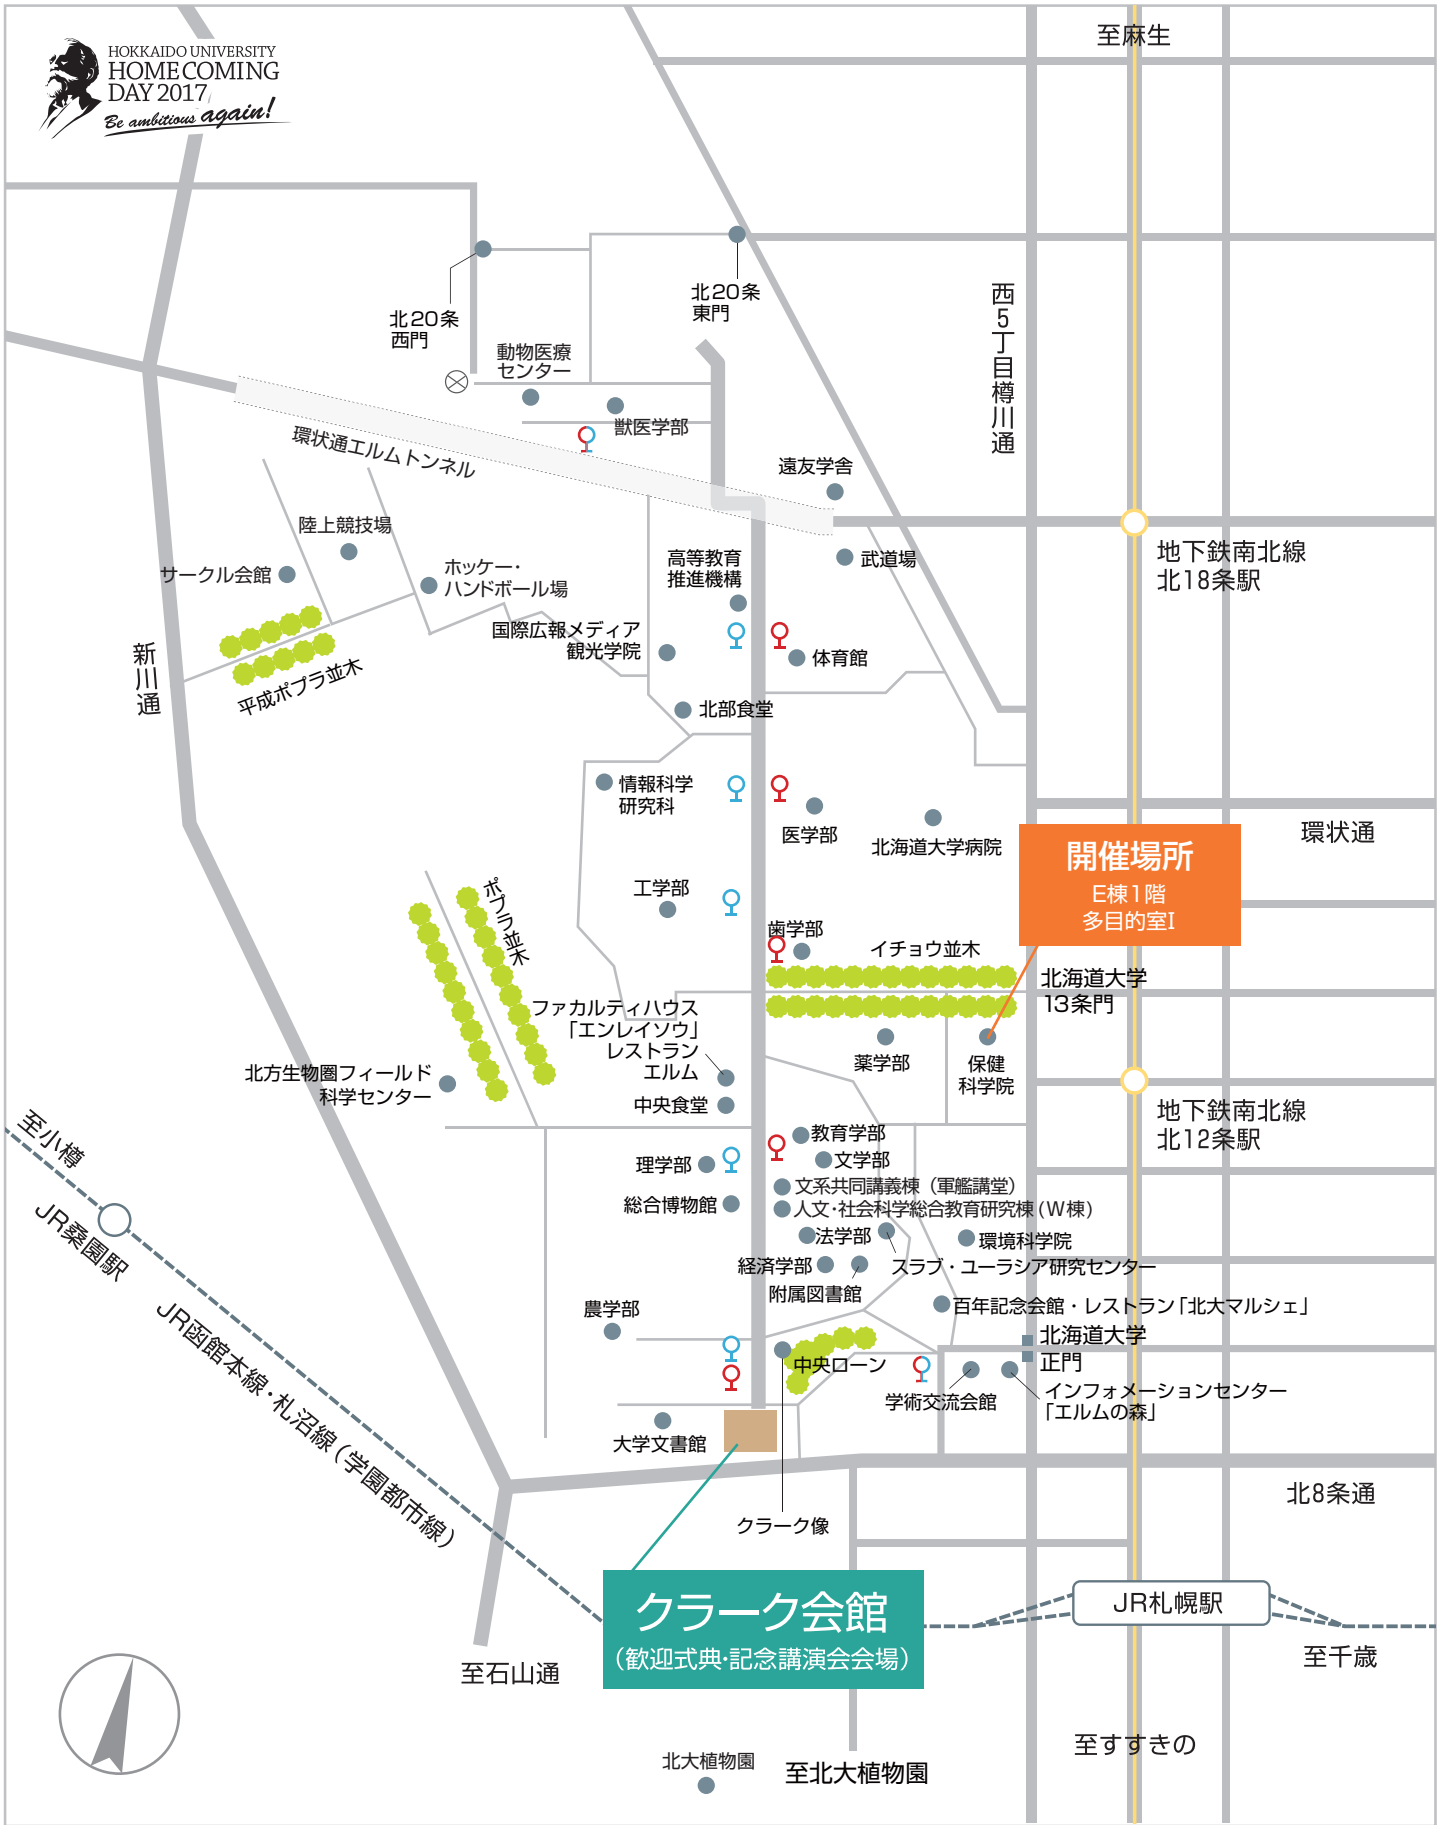 HOKKAIDO UNIVERSITY
HOME COMING
DAY 2017
Be ambitious again!
至麻生
北20条
西門
北20条
東門
西5丁目樽川通
動物医療
センター
獣医学部
環状通エルムトンネル
遠友学舎
陸上競技場
サークル会館
ホッケー・
ハンドボール場
高等教育
推進機構
武道場
地下鉄南北線
北18条駅
国際広報メディア
観光学院
体育館
新川通
平成ポプラ並木
北部食堂
情報科学
研究科
医学部
北海道大学病院
環状通
開催場所
E棟1階
多目的室I
工学部
ポプラ並木
歯学部
イチョウ並木
北海道大学
13条門
ファカルティハウス
「エンレイソウ」
レストラン
エルム
薬学部
保健
科学院
北方生物圏フィールド
科学センター
中央食堂
地下鉄南北線
北12条駅
至小樽
教育学部
文学部
理学部
文系共同講義棟（軍艦講堂）
総合博物館
人文・社会科学総合教育研究棟(W棟)
JR桑園駅
法学部
環境科学院
経済学部
スラブ・ユーラシア研究センター
附属図書館
百年記念会館・レストラン「北大マルシェ」
農学部
北海道大学
正門
JR函館本線・札沼線（学園都市線）
中央ローン
学術交流会館
インフォメーションセンター
「エルムの森」
大学文書館
北8条通
クラーク像
クラーク会館
（歓迎式典・記念講演会会場）
JR札幌駅
至石山通
至千歳
至すすきの
北大植物園
至北大植物園